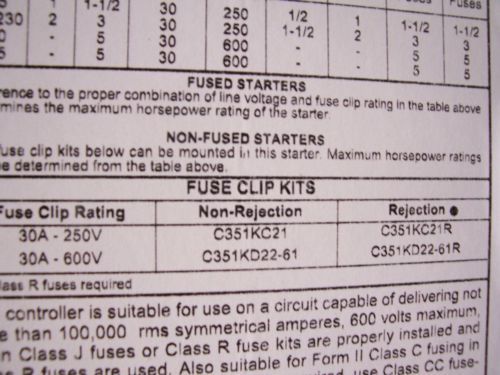 Fuses Fuses
1-1/2 30 250 1/2 1 1-1/2
230 2 3 30 250 1-1/2 2 3
5 30 600 - - 5
5 30 600 - - 5
FUSED STARTERS
rence to the proper combination of line voltage and fuse clip rating in the table above
mines the maximum horsepower rating of the starter.
NON-FUSED STARTERS
fuse clip kits below can be mounted in this starter. Maximum horsepower ratings
be determined from the table above.
FUSE CLIP KITS
Fuse Clip Rating Non-Rejection Rejection ●
30A - 250V C351KC21 C351KC21R
30A - 600V C351KD22-61 C351KD22-61R
lass R fuses required
controller is suitable for use on a circuit capable of delivering not
e than 100,000 rms symmetrical amperes, 600 volts maximum,
n Class J fuses or Class R fuse kits are properly installed and
s R fuses are used. Also suitable for Form II Class C fusing in
used, use Class CC fuse-